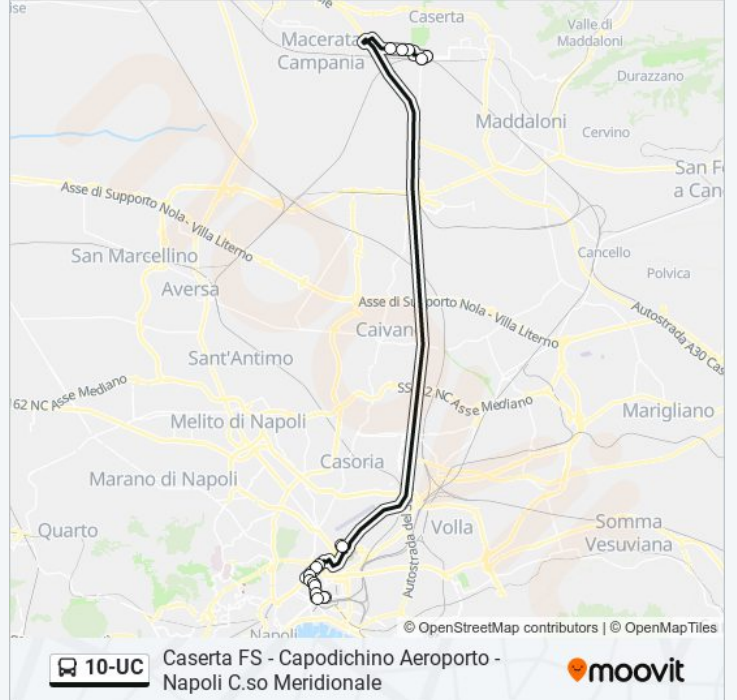 Caserta
Macerata
Campania
Valle di
Maddaloni
Durazzano
Maddaloni
Cervino
San Fe
a Canc
Asse di Supporto Nola - Villa Literno
San Marcellino
Cancello
Aversa
Polvica
Asse di Supporto Nola - Villa Literno
Autostrada A30 Cas
Caivano
Sant'Antimo
62 NC Asse Mediano
SS 162 NC Asse Mediano
Melito di Napoli
Marigliano
Casoria
Marano di Napoli
Quarto
Volla
Somma
Vesuviana
Autostrada del S
Napoli
© OpenStreetMap contributors | © OpenMapTiles
10-UC
Caserta FS - Capodichino Aeroporto -
Napoli C.so Meridionale
moovit